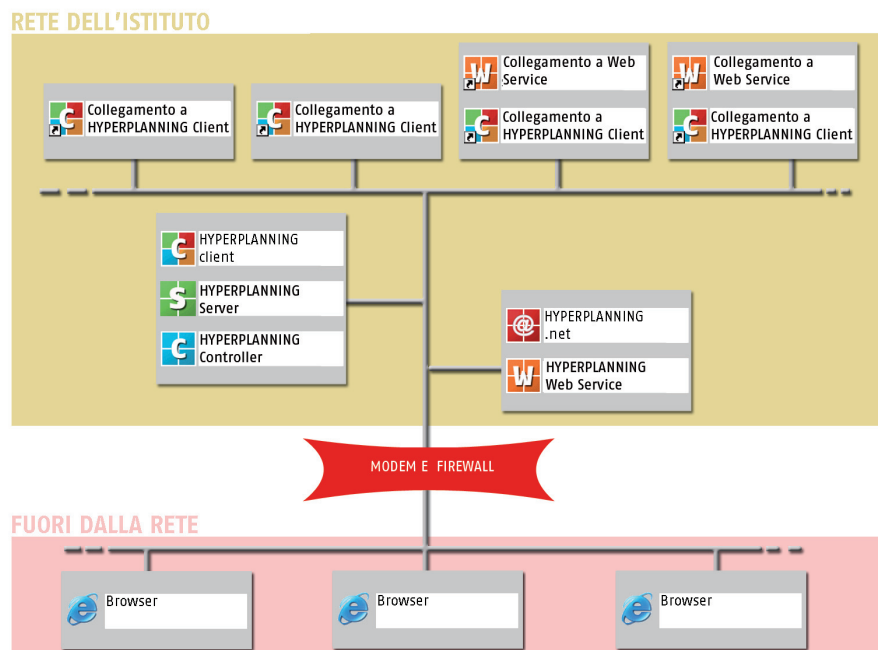 RETE DELL'ISTITUTO
Collegamento a
HYPERPLANNING Client
Collegamento a
HYPERPLANNING Client
Collegamento a Web
Service
Collegamento a
HYPERPLANNING Client
Collegamento a
Web Service
Collegamento a
HYPERPLANNING Client
HYPERPLANNING
client
HYPERPLANNING
Server
HYPERPLANNING
Controller
HYPERPLANNING
.net
HYPERPLANNING
Web Service
MODEM E FIREWALL
FUORI DALLA RETE
Browser
Browser
Browser